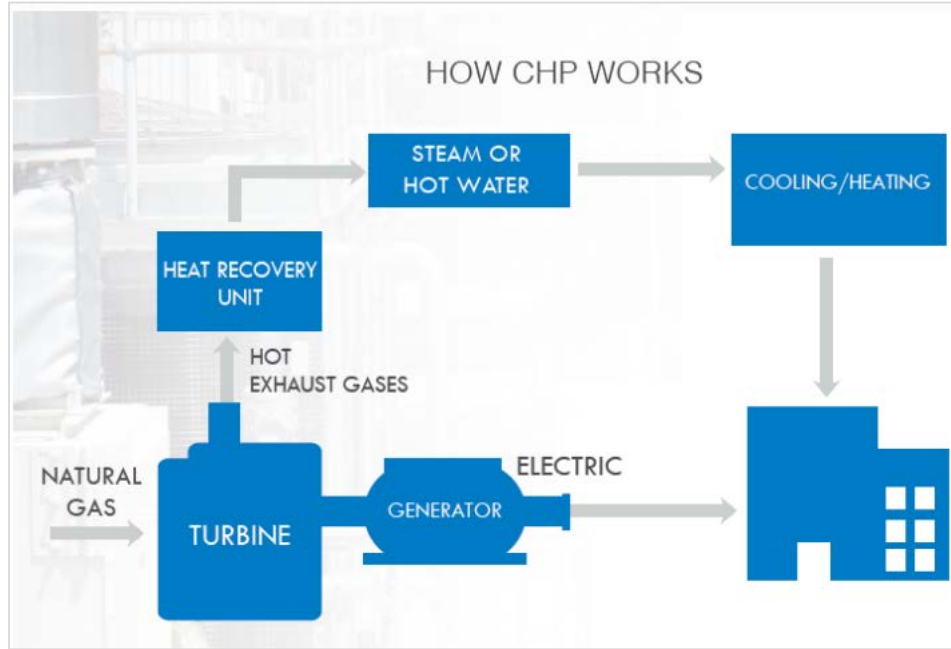 HOW CHP WORKS
STEAM OR
HOT WATER
COOLING/HEATING
HEAT RECOVERY
UNIT
HOT
EXHAUST GASES
NATURAL
GAS
TURBINE
GENERATOR
ELECTRIC